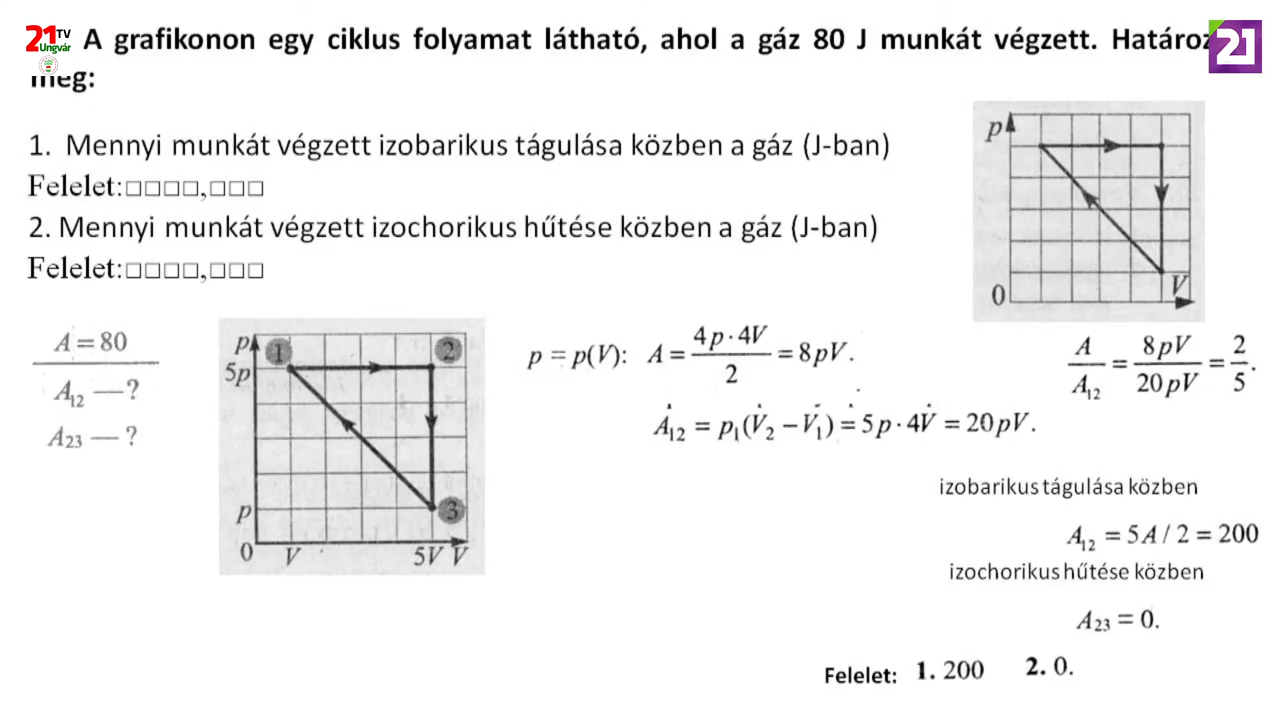 21 TV
Ungvár
21
A grafikonon egy ciklus folyamat látható, ahol a gáz 80 J munkát végzett. Határoz
meg:
1. Mennyi munkát végzett izobarikus tágulása közben a gáz (J-ban)
Felelet:□□□□,□□□
2. Mennyi munkát végzett izochorikus hűtése közben a gáz (J-ban)
Felelet:□□□□,□□□
p
0
V
A = 80
A₁₂ — ?
A₂₃ — ?
p
5p
p
0
V
5V V
1
2
3
p = p(V): A = (4p · 4V)/2 = 8pV.
A₁₂ = p₁(V₂ − V₁) = 5p · 4V = 20pV.
A/A₁₂ = 8pV/20pV = 2/5.
izobarikus tágulása közben
A₁₂ = 5A / 2 = 200
izochorikus hűtése közben
A₂₃ = 0.
Felelet: 1. 200 2. 0.